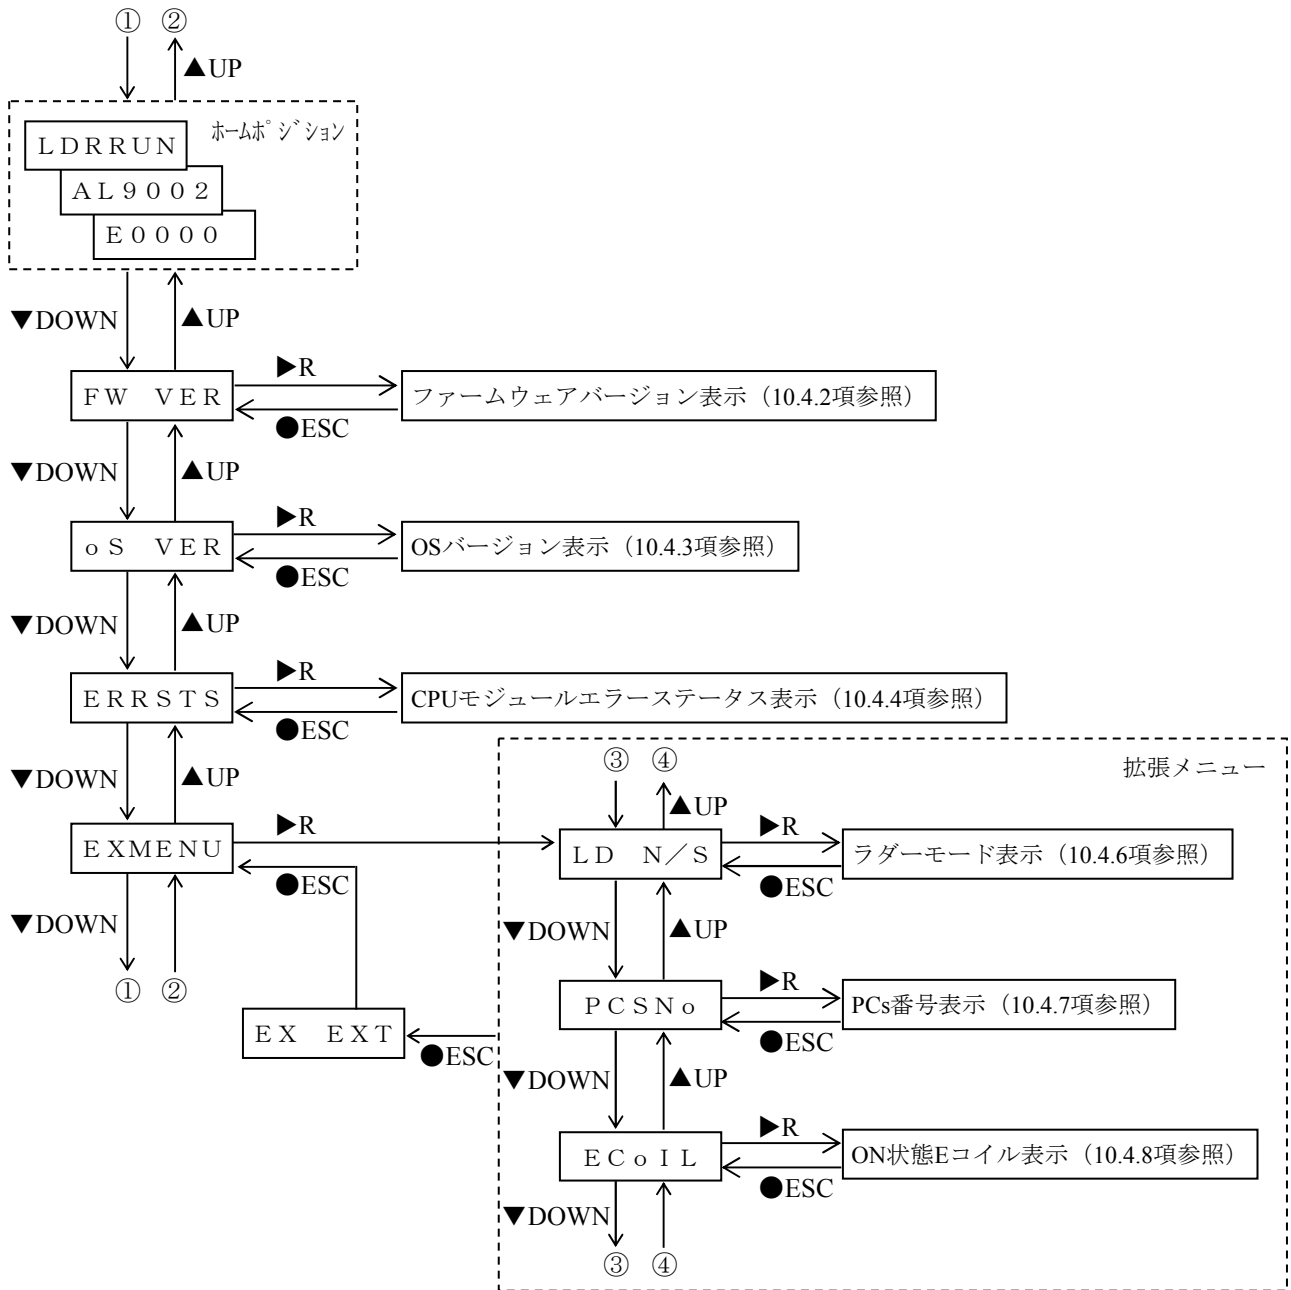 ① ②
▲UP
ホームポジション
LDRRUN
AL9002
E0000
▼DOWN ▲UP
FW VER
▶R
●ESC
ファームウェアバージョン表示（10.4.2項参照）
▼DOWN ▲UP
oS VER
▶R
●ESC
OSバージョン表示（10.4.3項参照）
▼DOWN ▲UP
ERRSTS
▶R
●ESC
CPUモジュールエラーステータス表示（10.4.4項参照）
▼DOWN ▲UP
EXMENU
▶R
●ESC
▼DOWN
① ②
EX EXT
●ESC
拡張メニュー
③ ④
▲UP
LD N／S
▶R
●ESC
ラダーモード表示（10.4.6項参照）
▼DOWN ▲UP
PCSNo
▶R
●ESC
PCs番号表示（10.4.7項参照）
▼DOWN ▲UP
ECoIL
▶R
●ESC
ON状態Eコイル表示（10.4.8項参照）
▼DOWN
③ ④